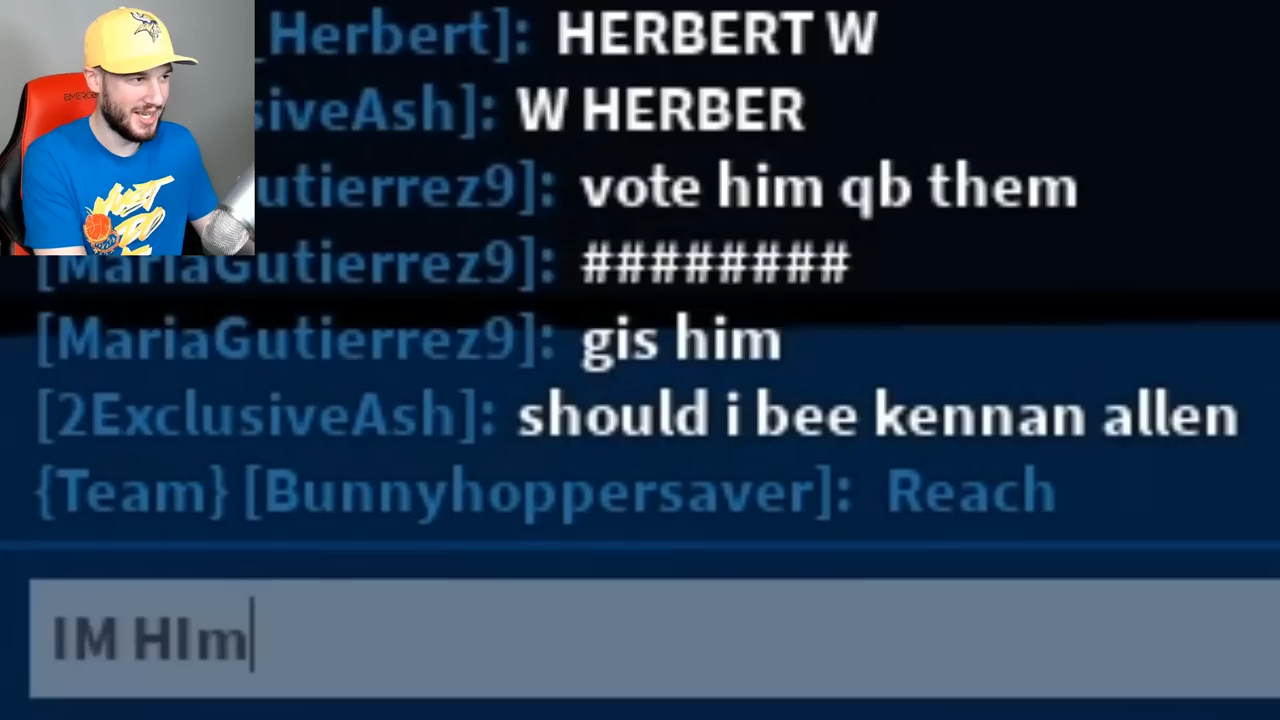 _Herbert]: HERBERT W
siveAsh]: W HERBER
utierrez9]: vote him qb them
[MariaGutierrez9]: ########
[MariaGutierrez9]: gis him
[2ExclusiveAsh]: should i bee kennan allen
{Team} [Bunnyhoppersaver]: Reach
IM HIm